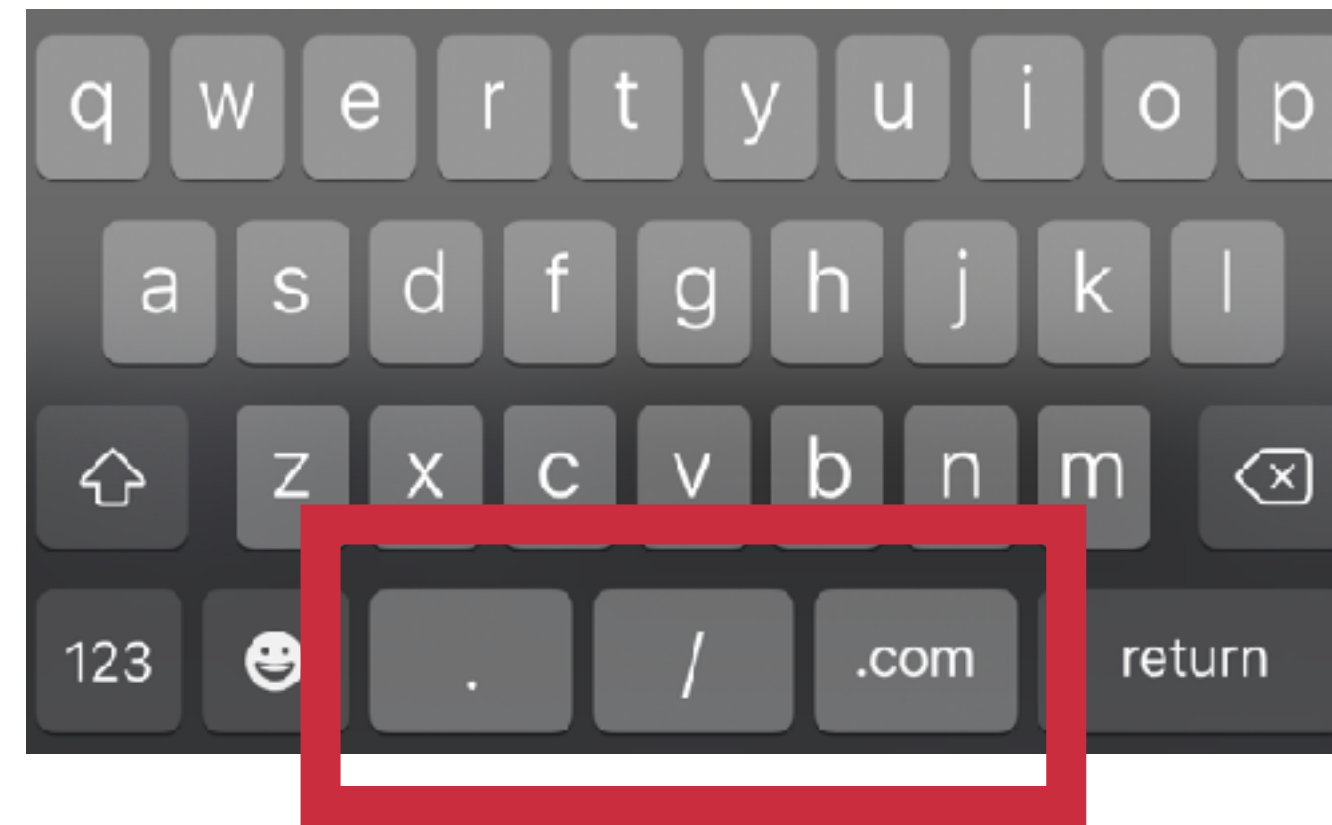 q w e r t y u i o p
a s d f g h j k l
z x c v b n m
123 . / .com return